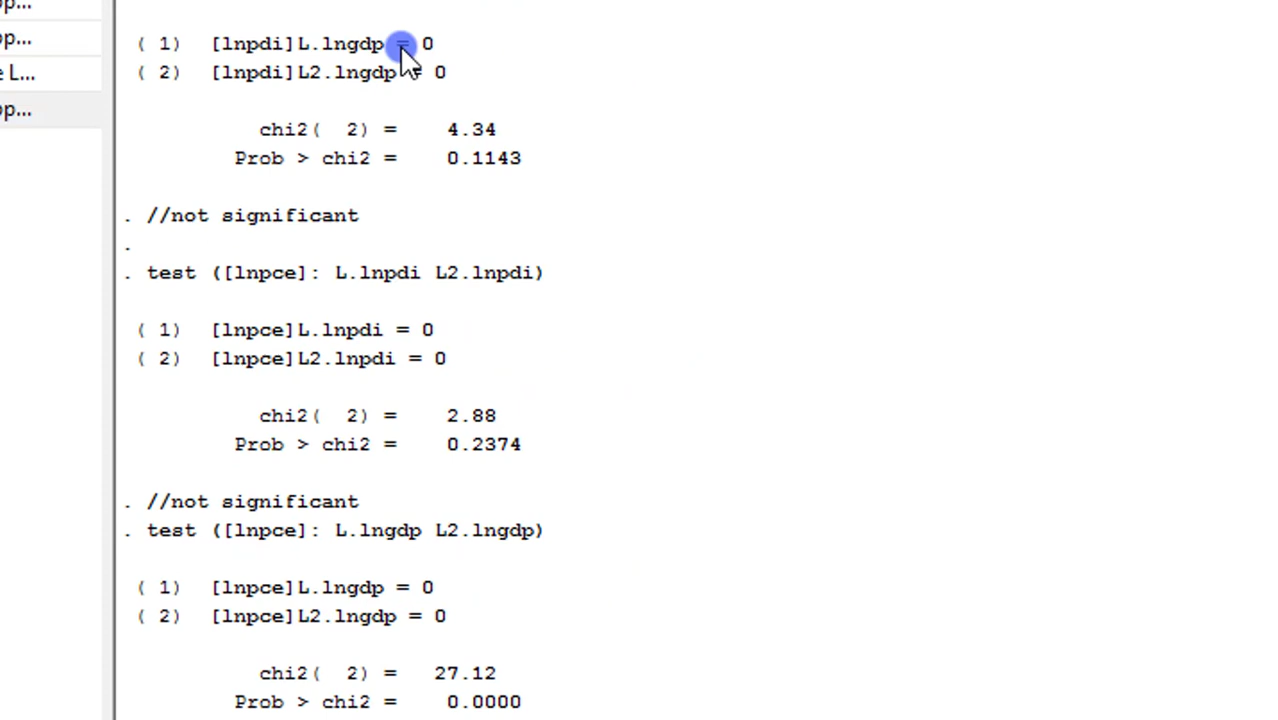 op...
op...
e L...
op...
( 1) [lnpdi]L.lngdp = 0
( 2) [lnpdi]L2.lngdp = 0
chi2( 2) = 4.34
Prob > chi2 = 0.1143
. //not significant
.
. test ([lnpce]: L.lnpdi L2.lnpdi)
( 1) [lnpce]L.lnpdi = 0
( 2) [lnpce]L2.lnpdi = 0
chi2( 2) = 2.88
Prob > chi2 = 0.2374
. //not significant
. test ([lnpce]: L.lngdp L2.lngdp)
( 1) [lnpce]L.lngdp = 0
( 2) [lnpce]L2.lngdp = 0
chi2( 2) = 27.12
Prob > chi2 = 0.0000